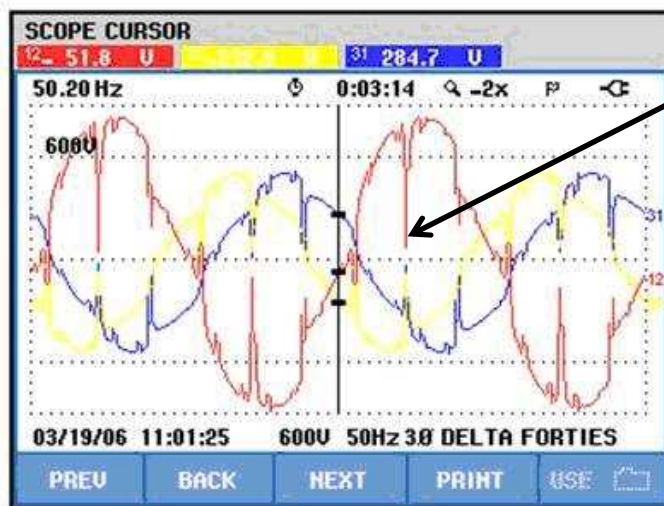 SCOPE CURSOR
12 - 51.8 V 31 284.7 V
50.20 Hz 0:03:14 -2x
600V
31
12
03/19/06 11:01:25 600V 50Hz 3Ø DELTA FORTIES
PREV BACK NEXT PRINT USE